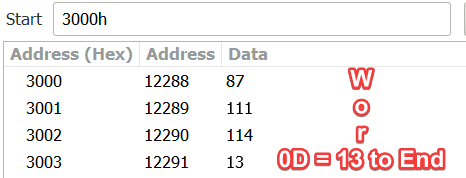 Start 3000h
Address (Hex) Address Data
3000 12288 87 W
3001 12289 111 o
3002 12290 114 r
3003 12291 13 0D = 13 to End